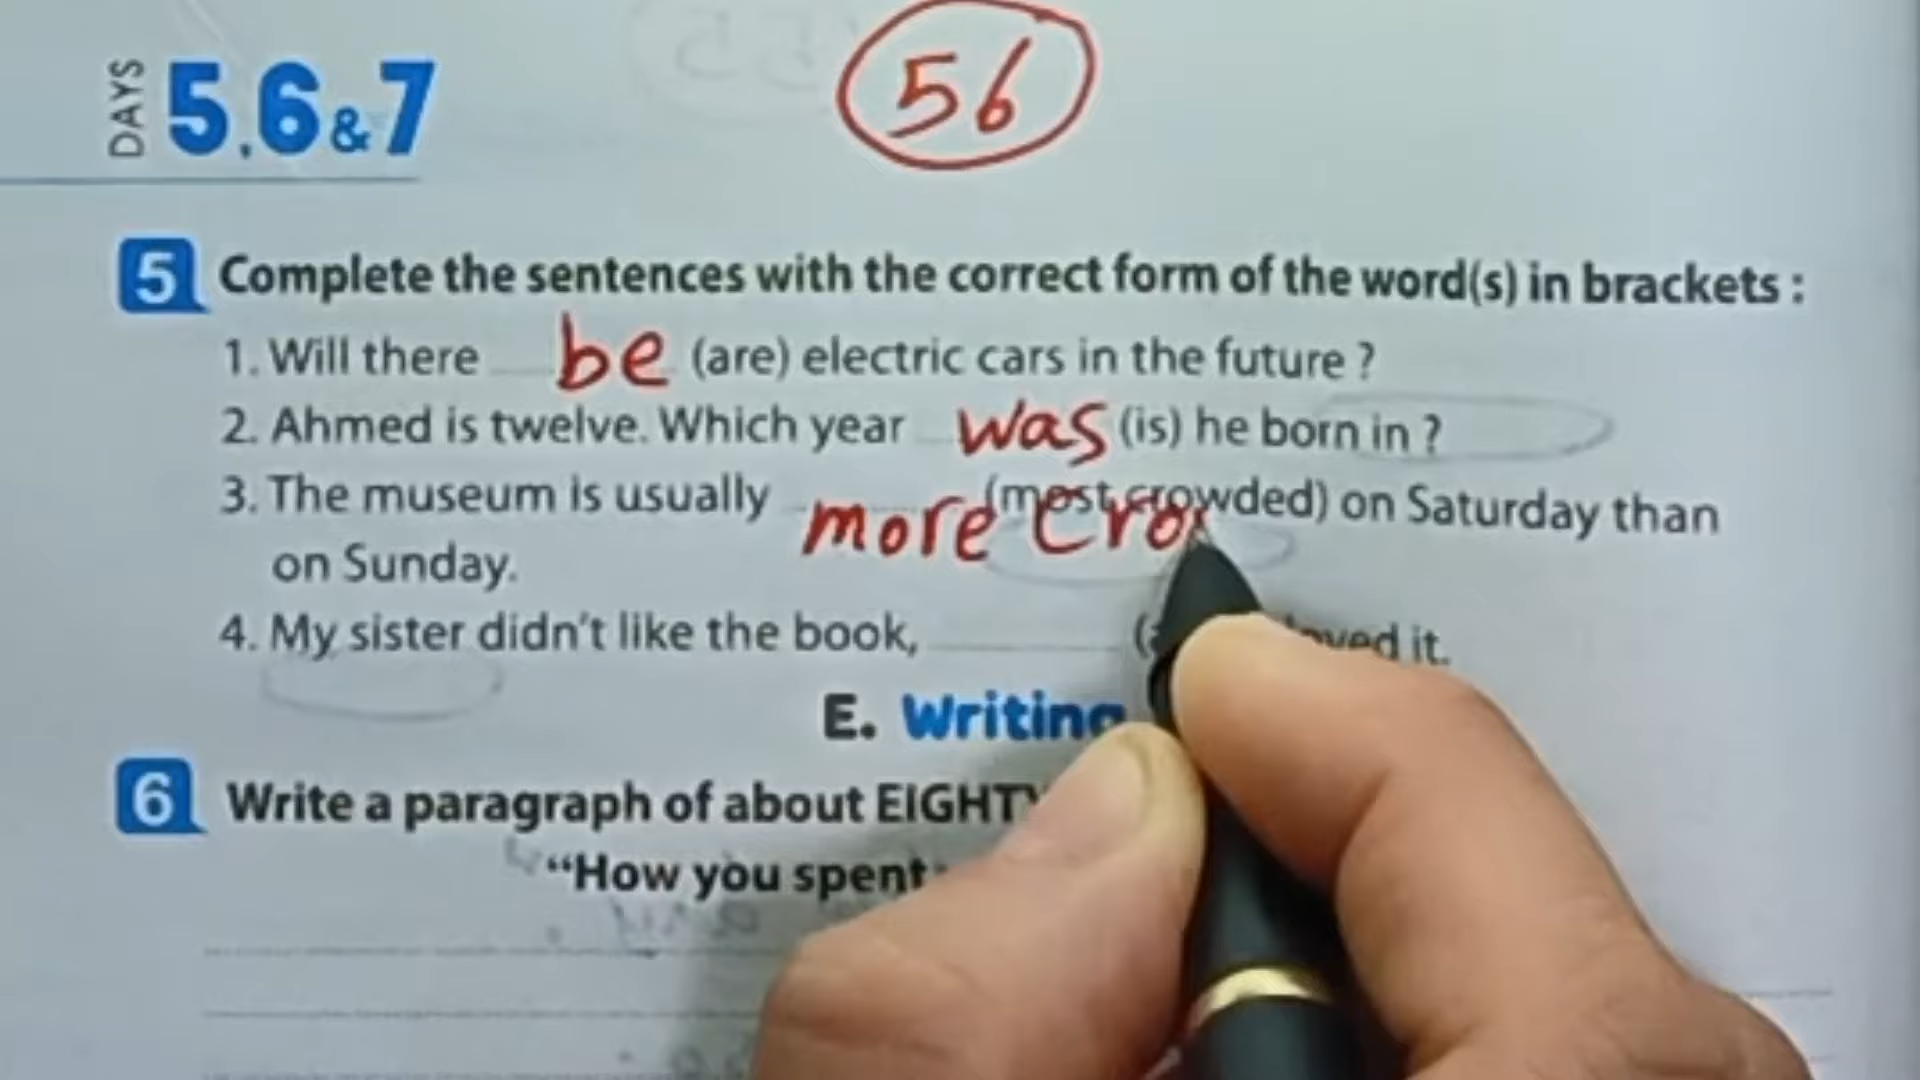 DAYS 5,6&7
56
5 Complete the sentences with the correct form of the word(s) in brackets :
1. Will there be (are) electric cars in the future ?
2. Ahmed is twelve. Which year was (is) he born in ?
3. The museum is usually more cro (most crowded) on Saturday than
on Sunday.
4. My sister didn't like the book, it.
E. Writing
6 Write a paragraph of about EIGHTY
“How you spent